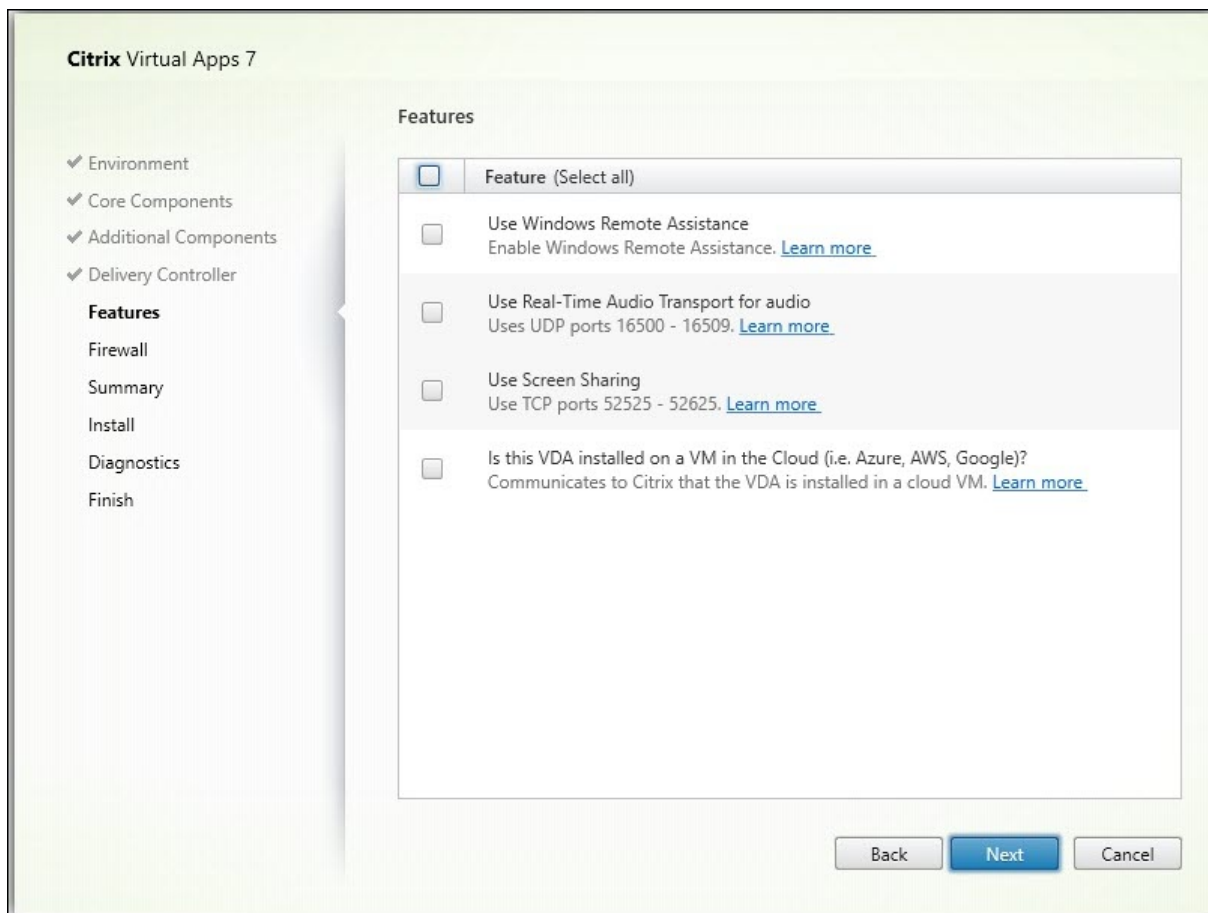 Citrix Virtual Apps 7
Features
Environment
Core Components
Additional Components
Delivery Controller
Features
Firewall
Summary
Install
Diagnostics
Finish
Feature (Select all)
Use Windows Remote Assistance
Enable Windows Remote Assistance. Learn more
Use Real-Time Audio Transport for audio
Uses UDP ports 16500 - 16509. Learn more
Use Screen Sharing
Use TCP ports 52525 - 52625. Learn more
Is this VDA installed on a VM in the Cloud (i.e. Azure, AWS, Google)?
Communicates to Citrix that the VDA is installed in a cloud VM. Learn more
Back Next Cancel